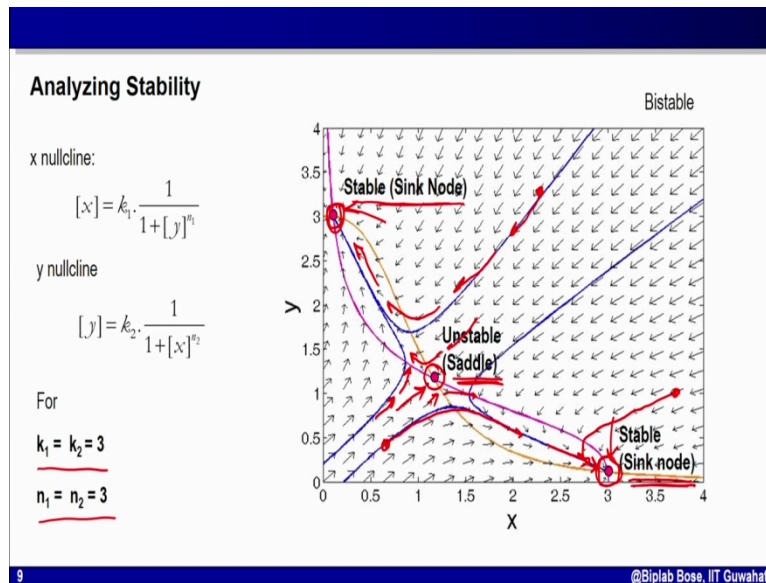 Analyzing Stability
Bistable
x nullcline:
[x] = k₁. 1 / 1+[y]^n₁
y nullcline
[y] = k₂. 1 / 1+[x]^n₂
For
k₁ = k₂ = 3
n₁ = n₂ = 3
4
3.5
3
2.5
2
1.5
1
0.5
0
y
Stable (Sink Node)
Unstable
(Saddle)
Stable
(Sink node)
0 0.5 1 1.5 2 2.5 3 3.5 4
X
9
@Biplab Bose, IIT Guwaha